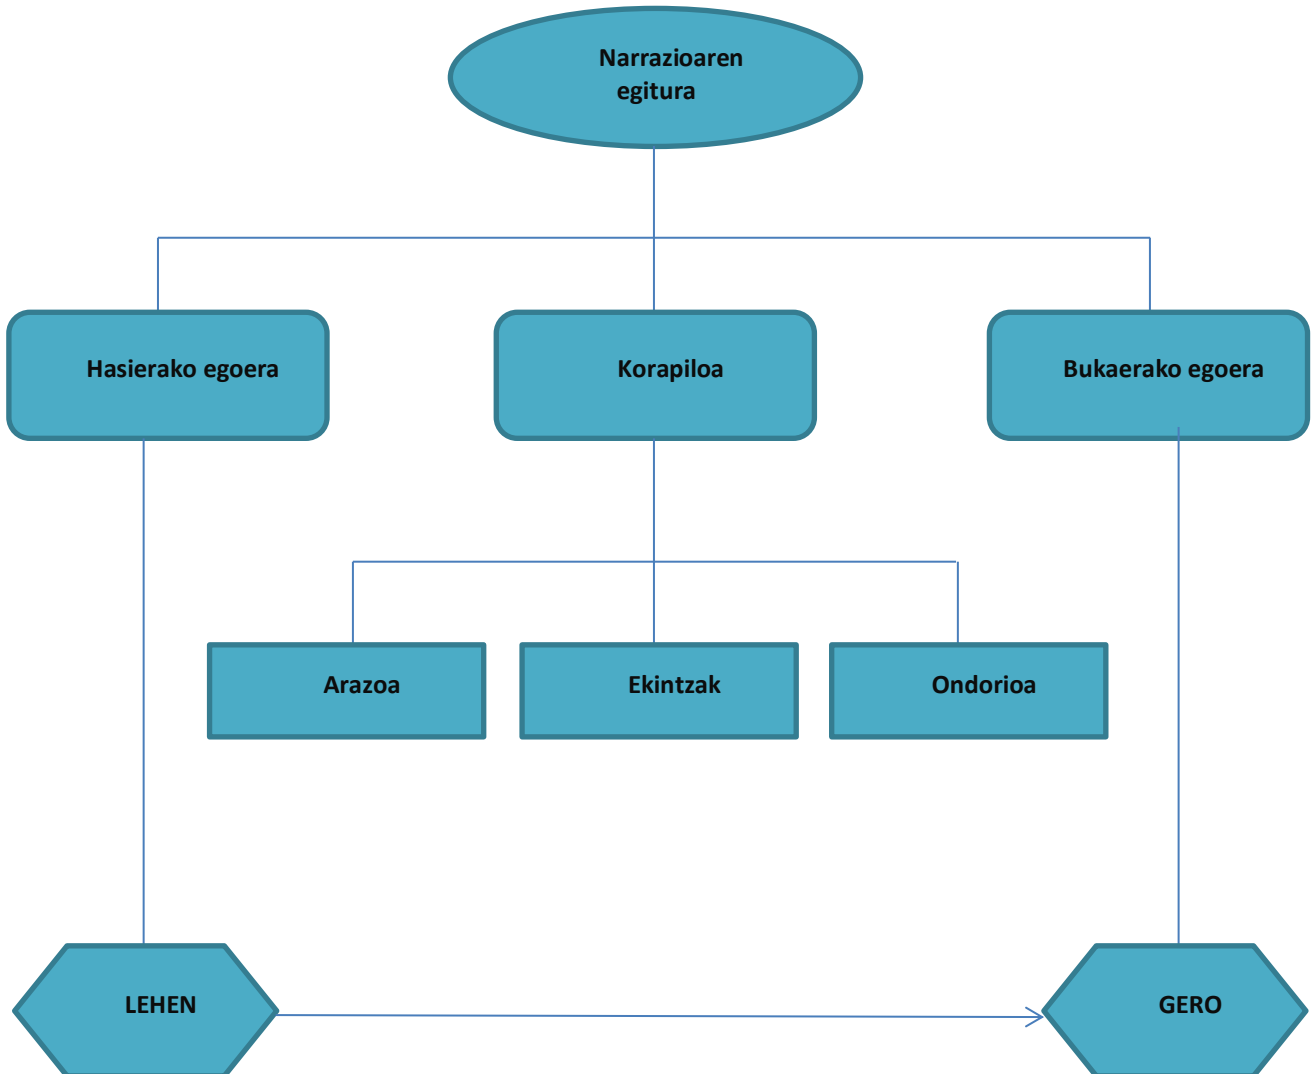 Narrazioaren
egitura
Hasierako egoera
Korapiloa
Bukaerako egoera
Arazoa
Ekintzak
Ondorioa
LEHEN
GERO